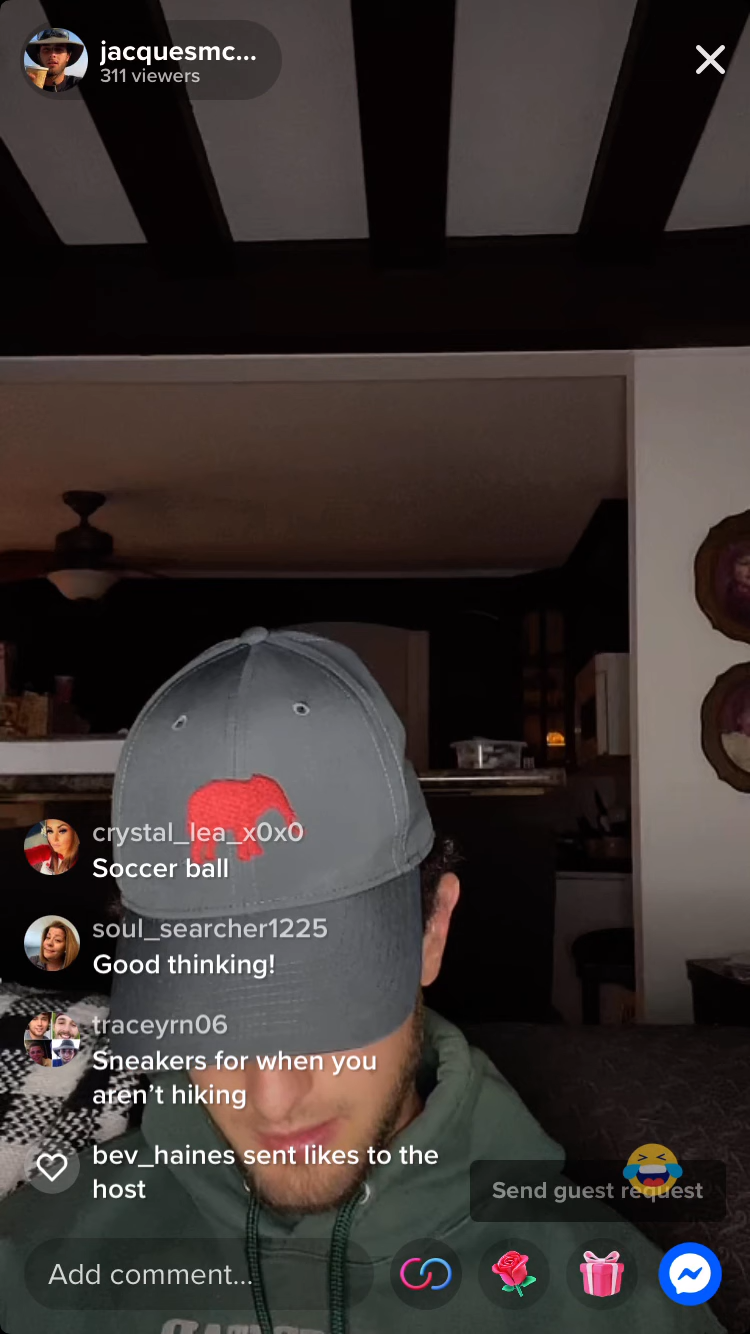 jacquesmc...
311 viewers
crystal_lea_x0x0
Soccer ball
soul_searcher1225
Good thinking!
traceyrn06
Sneakers for when you
aren’t hiking
bev_haines sent likes to the
host
Send guest request
Add comment...